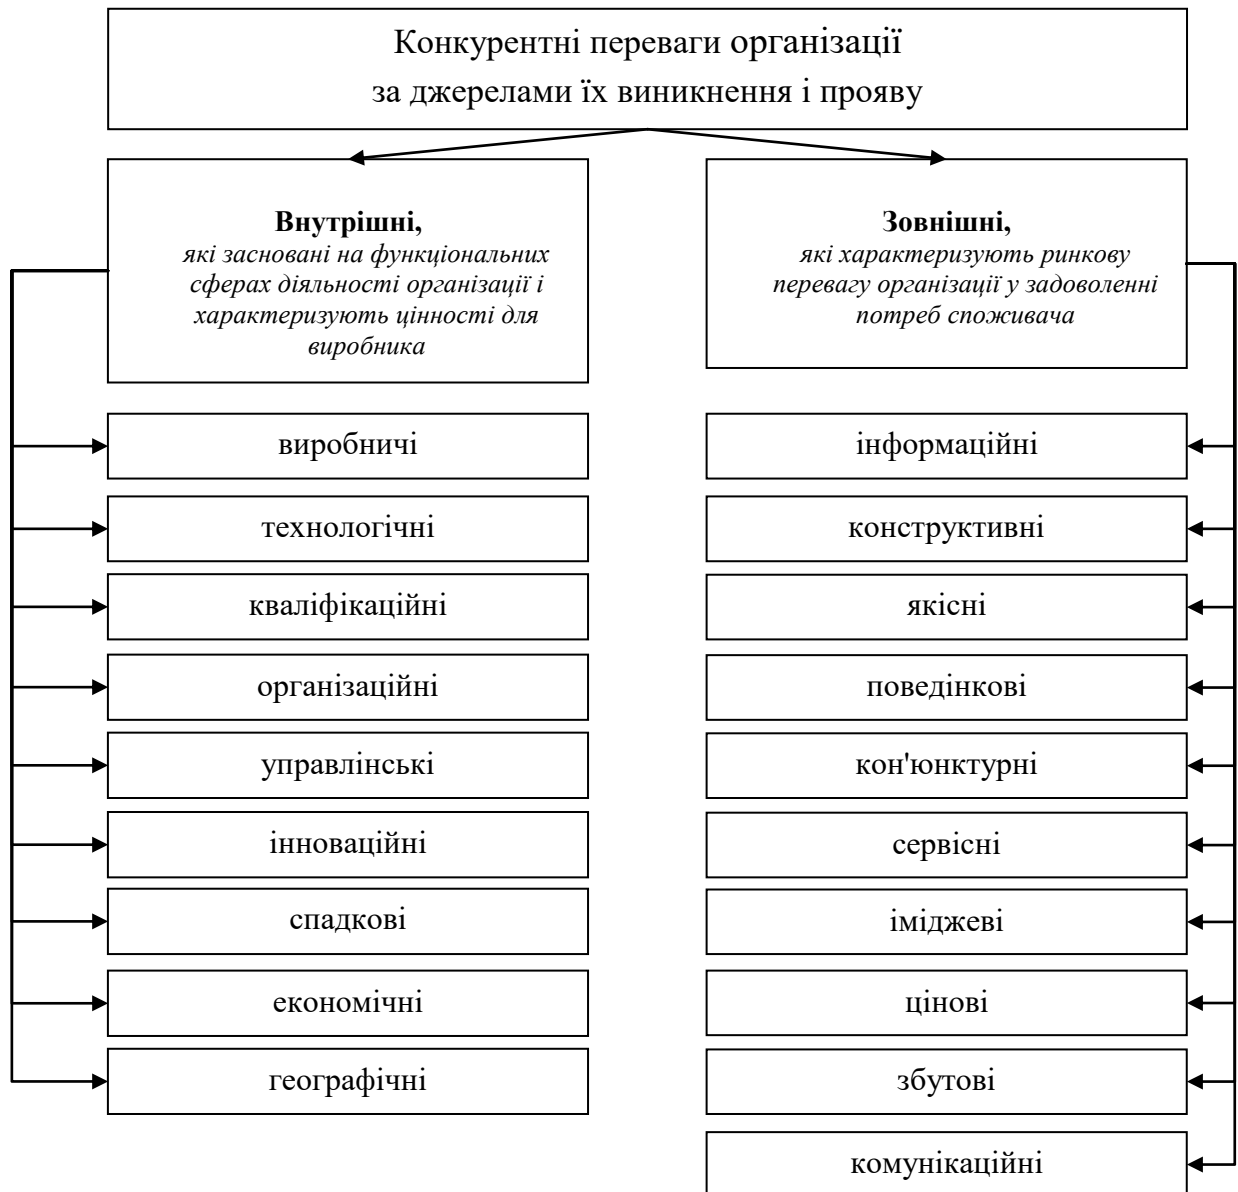 Конкурентні переваги організації
за джерелами їх виникнення і прояву
Внутрішні,
які засновані на функціональних
сферах діяльності організації і
характеризують цінності для
виробника
Зовнішні,
які характеризують ринкову
перевагу організації у задоволенні
потреб споживача
виробничі
технологічні
кваліфікаційні
організаційні
управлінські
інноваційні
спадкові
економічні
географічні
інформаційні
конструктивні
якісні
поведінкові
кон'юнктурні
сервісні
іміджеві
цінові
збутові
комунікаційні